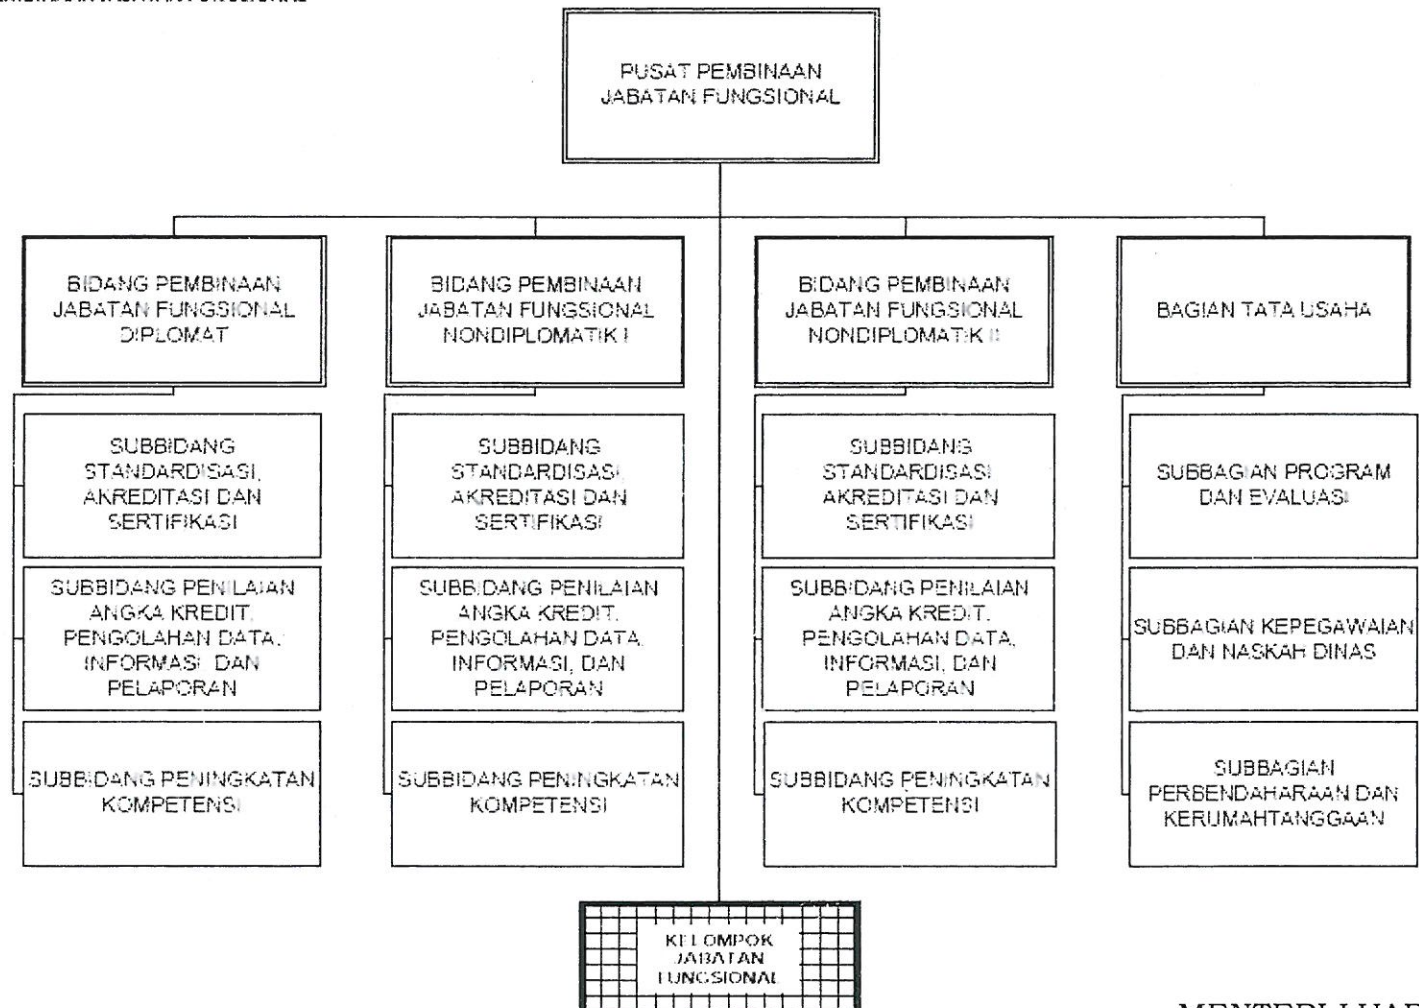 PUSAT PEMBINAAN
JABATAN FUNGSIONAL
BIDANG PEMBINAAN
JABATAN FUNGSIONAL
DIPLOMAT
BIDANG PEMBINAAN
JABATAN FUNGSIONAL
NONDIPLOMATIK I
BIDANG PEMBINAAN
JABATAN FUNGSIONAL
NONDIPLOMATIK II
BAGIAN TATA USAHA
SUBBIDANG
STANDARDISASI,
AKREDITASI DAN
SERTIFIKASI
SUBBIDANG
STANDARDISASI,
AKREDITASI DAN
SERTIFIKASI
SUBBIDANG
STANDARDISASI
AKREDITASI DAN
SERTIFIKASI
SUBBAGIAN PROGRAM
DAN EVALUASI
SUBBIDANG PENILAIAN
ANGKA KREDIT,
PENGOLAHAN DATA,
INFORMASI DAN
PELAPORAN
SUBBIDANG PENILAIAN
ANGKA KREDIT,
PENGOLAHAN DATA,
INFORMASI, DAN
PELAPORAN
SUBBIDANG PENILAIAN
ANGKA KREDIT,
PENGOLAHAN DATA,
INFORMASI, DAN
PELAPORAN
SUBBAGIAN KEPEGAWAIAN
DAN NASKAH DINAS
SUBBIDANG PENINGKATAN
KOMPETENSI
SUBBIDANG PENINGKATAN
KOMPETENSI
SUBBIDANG PENINGKATAN
KOMPETENSI
SUBBAGIAN
PERBENDAHARAAN DAN
KERUMAHTANGGAAN
KELOMPOK
JABATAN
FUNGSIONAL